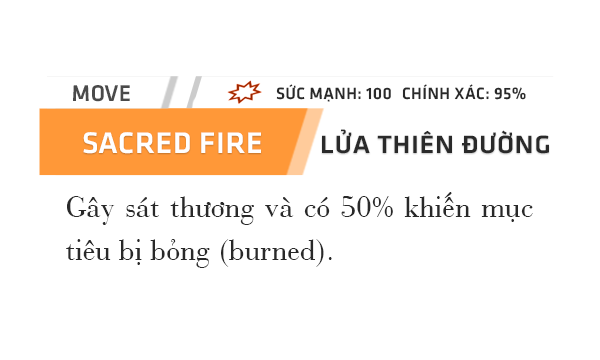 MOVE SỨC MẠNH: 100 CHÍNH XÁC: 95%
SACRED FIRE LỬA THIÊN ĐƯỜNG
Gây sát thương và có 50% khiến mục
tiêu bị bỏng (burned).